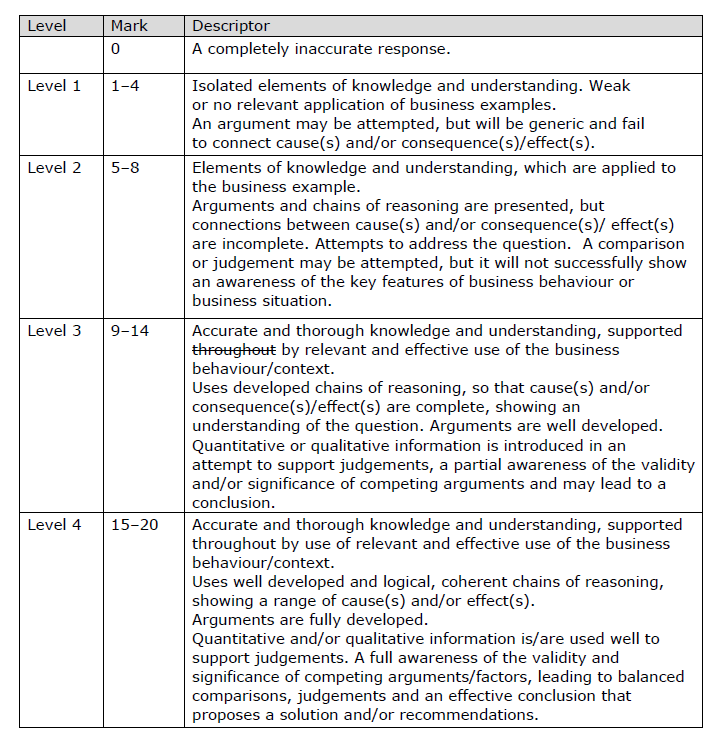 Level Mark Descriptor
0 A completely inaccurate response.
Level 1 1–4 Isolated elements of knowledge and understanding. Weak
or no relevant application of business examples.
An argument may be attempted, but will be generic and fail
to connect cause(s) and/or consequence(s)/effect(s).
Level 2 5–8 Elements of knowledge and understanding, which are applied to
the business example.
Arguments and chains of reasoning are presented, but
connections between cause(s) and/or consequence(s)/ effect(s)
are incomplete. Attempts to address the question.  A comparison
or judgement may be attempted, but it will not successfully show
an awareness of the key features of business behaviour or
business situation.
Level 3 9–14 Accurate and thorough knowledge and understanding, supported
throughout by relevant and effective use of the business
behaviour/context.
Uses developed chains of reasoning, so that cause(s) and/or
consequence(s)/effect(s) are complete, showing an
understanding of the question. Arguments are well developed.
Quantitative or qualitative information is introduced in an
attempt to support judgements, a partial awareness of the validity
and/or significance of competing arguments and may lead to a
conclusion.
Level 4 15–20 Accurate and thorough knowledge and understanding, supported
throughout by use of relevant and effective use of the business
behaviour/context.
Uses well developed and logical, coherent chains of reasoning,
showing a range of cause(s) and/or effect(s).
Arguments are fully developed.
Quantitative and/or qualitative information is/are used well to
support judgements. A full awareness of the validity and
significance of competing arguments/factors, leading to balanced
comparisons, judgements and an effective conclusion that
proposes a solution and/or recommendations.